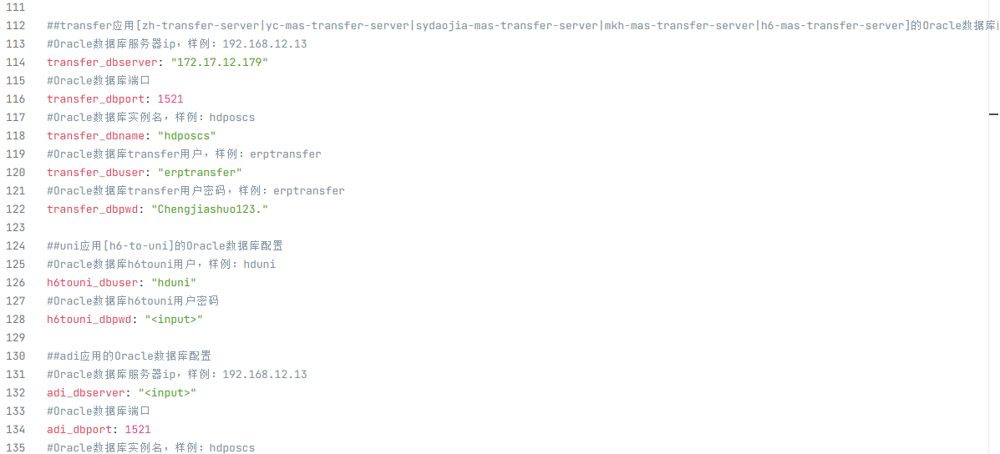 111
112 ##transfer应用[zh-transfer-server|yc-mas-transfer-server|sydaojia-mas-transfer-server|mkh-mas-transfer-server|h6-mas-transfer-server]的Oracle数据库
113 #Oracle数据库服务器ip，样例：192.168.12.13
114 transfer_dbserver: "172.17.12.179"
115 #Oracle数据库端口
116 transfer_dbport: 1521
117 #Oracle数据库实例名，样例：hdposcs
118 transfer_dbname: "hdposcs"
119 #Oracle数据库transfer用户，样例：erptransfer
120 transfer_dbuser: "erptransfer"
121 #Oracle数据库transfer用户密码，样例：erptransfer
122 transfer_dbpwd: "Chengjiashuo123."
123
124 ##uni应用[h6-to-uni]的Oracle数据库配置
125 #Oracle数据库h6touni用户，样例：hduni
126 h6touni_dbuser: "hduni"
127 #Oracle数据库h6touni用户密码
128 h6touni_dbpwd: "<input>"
129
130 ##adi应用的Oracle数据库配置
131 #Oracle数据库服务器ip，样例：192.168.12.13
132 adi_dbserver: "<input>"
133 #Oracle数据库端口
134 adi_dbport: 1521
135 #Oracle数据库实例名，样例：hdposcs